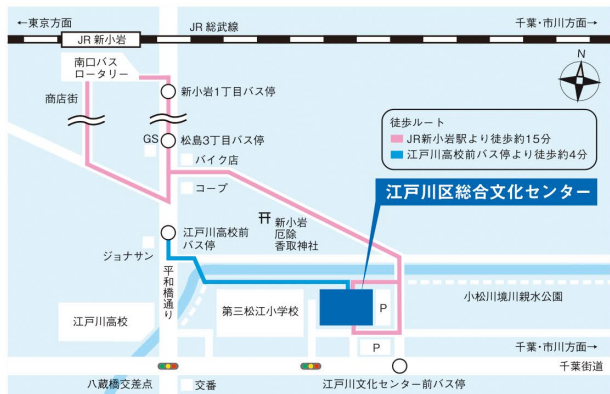 ←東京方面
JR 総武線
千葉・市川方面→
JR 新小岩
南口バス
ロータリー
N
商店街
新小岩1丁目バス停
徒歩ルート
JR新小岩駅より徒歩約15分
江戸川高校前バス停より徒歩約4分
GS
松島3丁目バス停
バイク店
コープ
江戸川区総合文化センター
江戸川高校前
バス停
新小岩
厄除
香取神社
ジョナサン
平和橋通り
江戸川高校
第三松江小学校
P
小松川境川親水公園
P
千葉・市川方面→
千葉街道
八蔵橋交差点
交番
江戸川文化センター前バス停